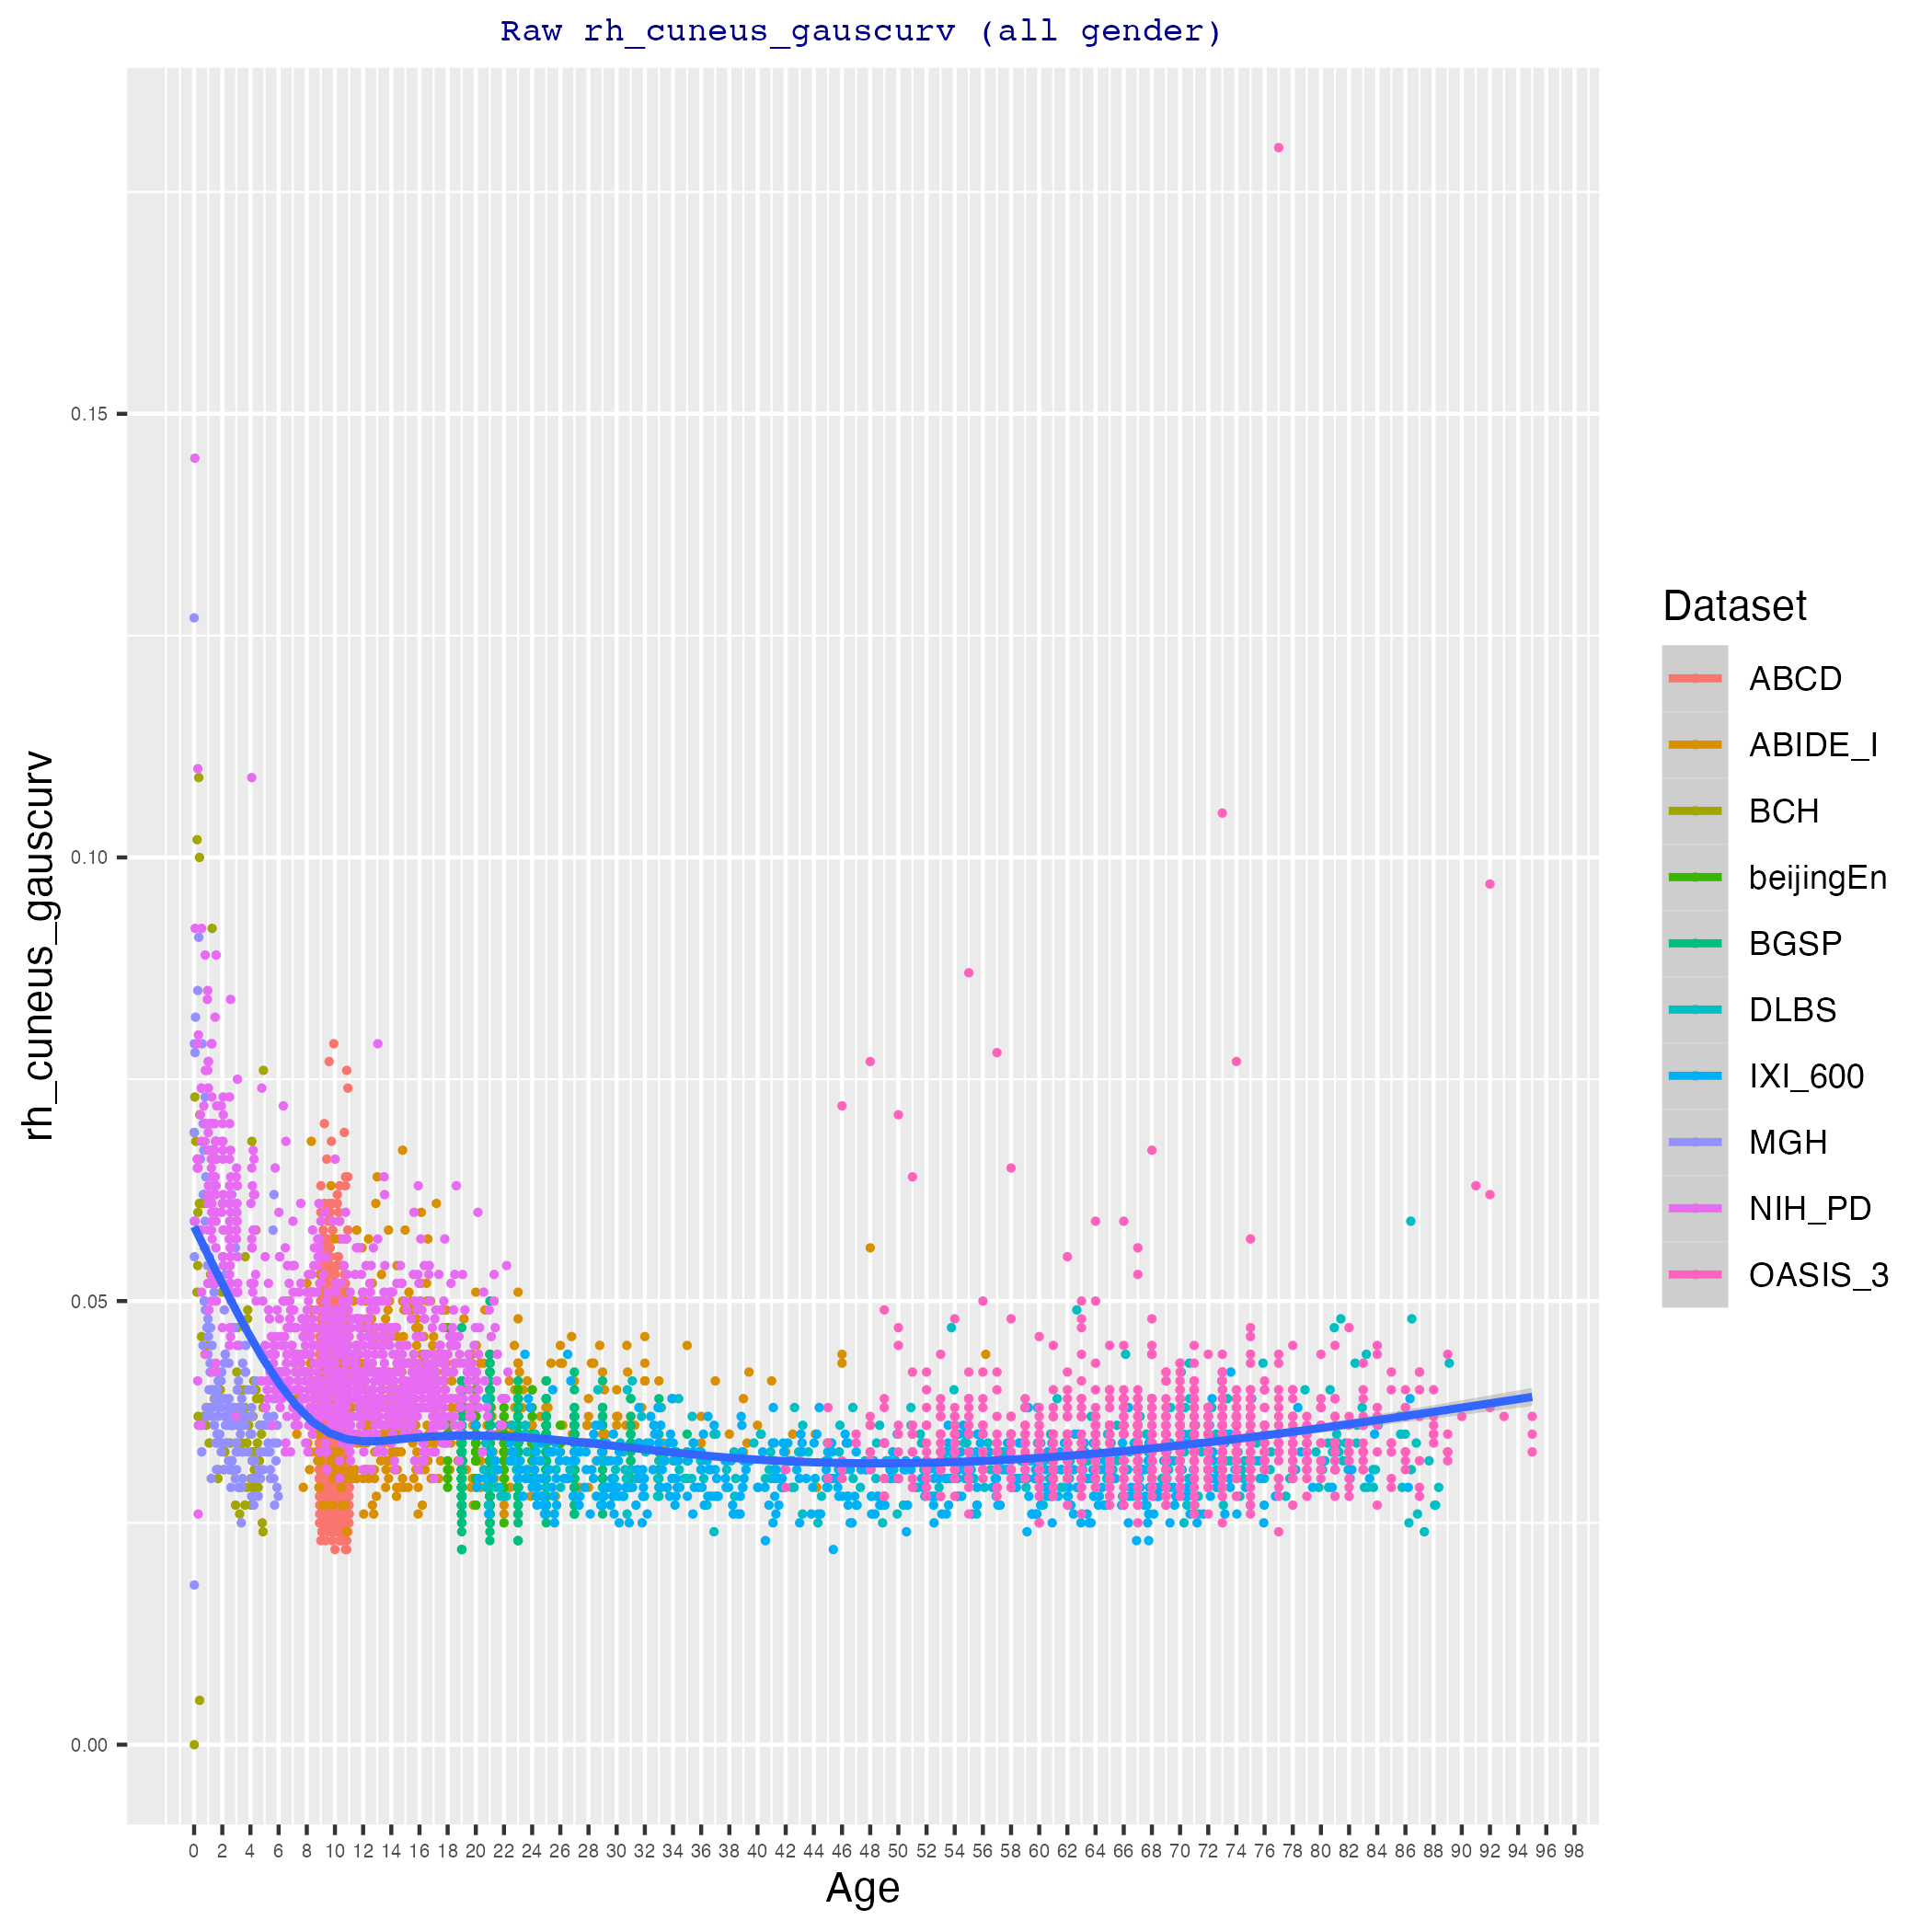 Raw rh_cuneus_gauscurv (all gender)
rh_cuneus_gauscurv
0.15
0.10
0.05
0.00
0 2 4 6 8 10 12 14 16 18 20 22 24 26 28 30 32 34 36 38 40 42 44 46 48 50 52 54 56 58 60 62 64 66 68 70 72 74 76 78 80 82 84 86 88 90 92 94 96 98
Age
Dataset
ABCD
ABIDE_I
BCH
beijingEn
BGSP
DLBS
IXI_600
MGH
NIH_PD
OASIS_3